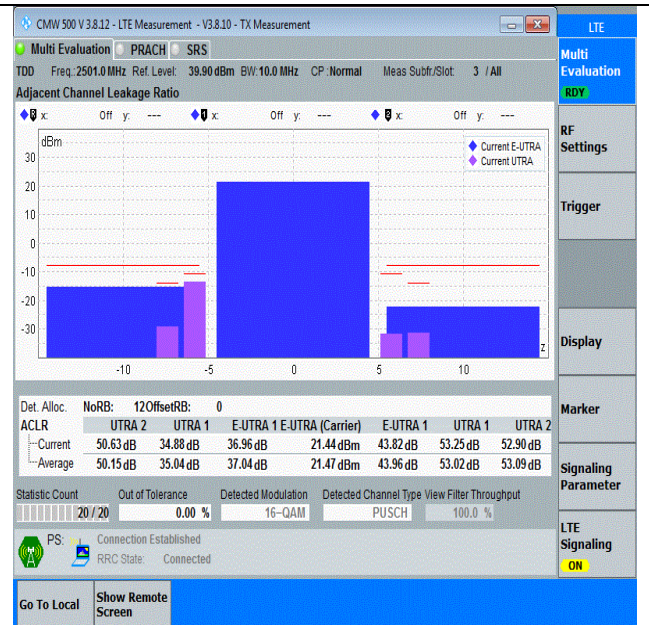 CMW 500 V 3.8.12 - LTE Measurement - V3.8.10 - TX Measurement
LTE
Multi Evaluation PRACH SRS
TDD Freq.:2501.0 MHz Ref. Level: 39.90 dBm BW:10.0 MHz CP :Normal Meas Subfr./Slot: 3 / All
Adjacent Channel Leakage Ratio
x: Off y: --- x: Off y: --- x: Off y: ---
dBm
Current E-UTRA
Current UTRA
30
20
10
0
-10
-20
-30
z
-10 -5 0 5 10
Det. Alloc. NoRB: 12OffsetRB: 0
ACLR UTRA 2 UTRA 1 E-UTRA 1 E-UTRA (Carrier) E-UTRA 1 UTRA 1 UTRA 2
Current 50.63 dB 34.88 dB 36.96 dB 21.44 dBm 43.82 dB 53.25 dB 52.90 dB
Average 50.15 dB 35.04 dB 37.04 dB 21.47 dBm 43.96 dB 53.02 dB 53.09 dB
Statistic Count Out of Tolerance Detected Modulation Detected Channel Type View Filter Throughput
20 / 20 0.00 % 16-QAM PUSCH 100.0 %
PS: Connection Established
RRC State: Connected
Multi
Evaluation
RDY
RF
Settings
Trigger
Display
Marker
Signaling
Parameter
LTE
Signaling
ON
Go To Local
Show Remote
Screen